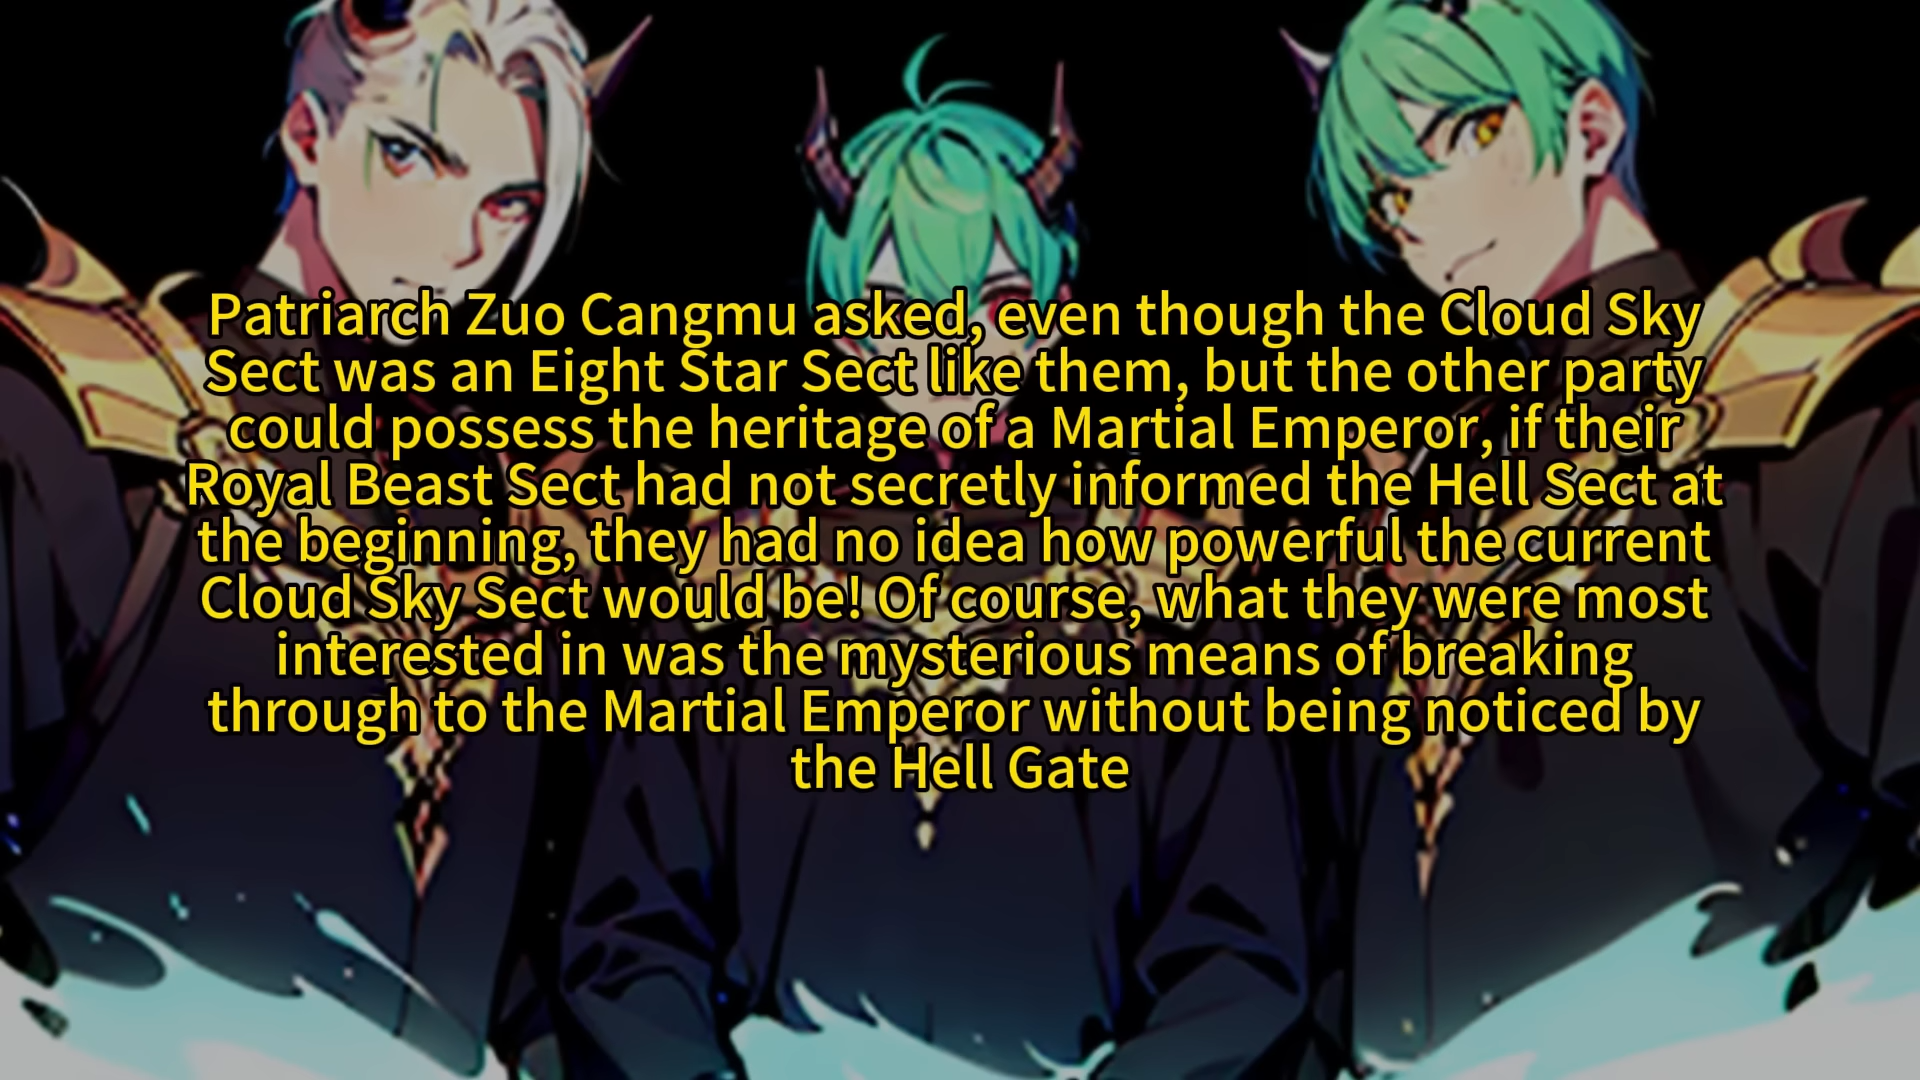 Patriarch Zuo Cangmu asked, even though the Cloud Sky
Sect was an Eight Star Sect like them, but the other party
could possess the heritage of a Martial Emperor, if their
Royal Beast Sect had not secretly informed the Hell Sect at
the beginning, they had no idea how powerful the current
Cloud Sky Sect would be! Of course, what they were most
interested in was the mysterious means of breaking
through to the Martial Emperor without being noticed by
the Hell Gate